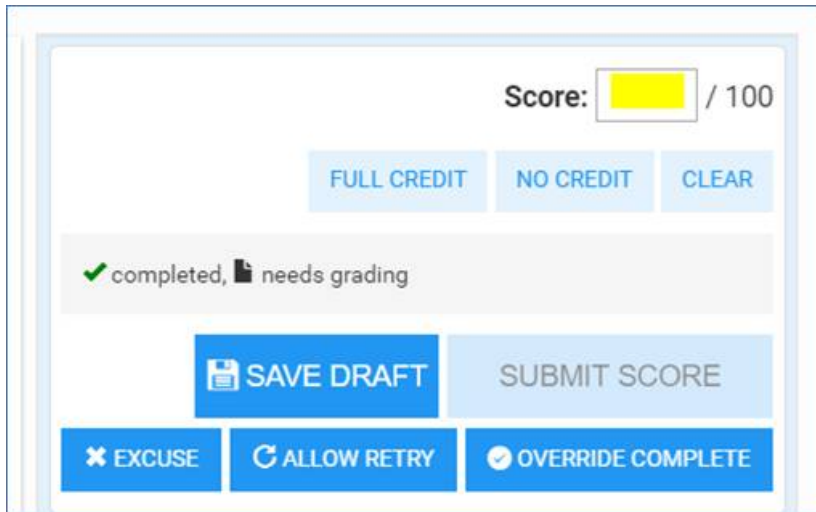 Score: / 100
FULL CREDIT NO CREDIT CLEAR
completed, needs grading
SAVE DRAFT SUBMIT SCORE
EXCUSE ALLOW RETRY OVERRIDE COMPLETE